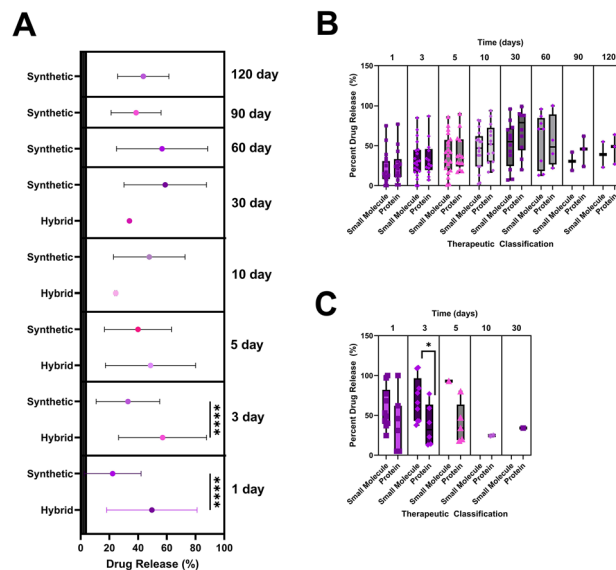 A
Synthetic
120 day
Synthetic
90 day
Synthetic
60 day
Synthetic
30 day
Hybrid
Synthetic
10 day
Hybrid
Synthetic
5 day
Hybrid
Synthetic
3 day
****
Hybrid
Synthetic
1 day
****
Hybrid
0 20 40 60 80 100
Drug Release (%)
B
Time (days)
1 3 5 10 30 60 90 120
Percent Drug Release (%)
150
100
50
0
Small Molecule Protein Small Molecule Protein Small Molecule Protein Small Molecule Protein Small Molecule Protein Small Molecule Protein Small Molecule Protein Small Molecule Protein
Therapeutic Classification
C
Time (days)
1 3 5 10 30
*
Percent Drug Release (%)
150
100
50
0
Small Molecule Protein Small Molecule Protein Small Molecule Protein Small Molecule Protein Small Molecule Protein
Therapeutic Classification